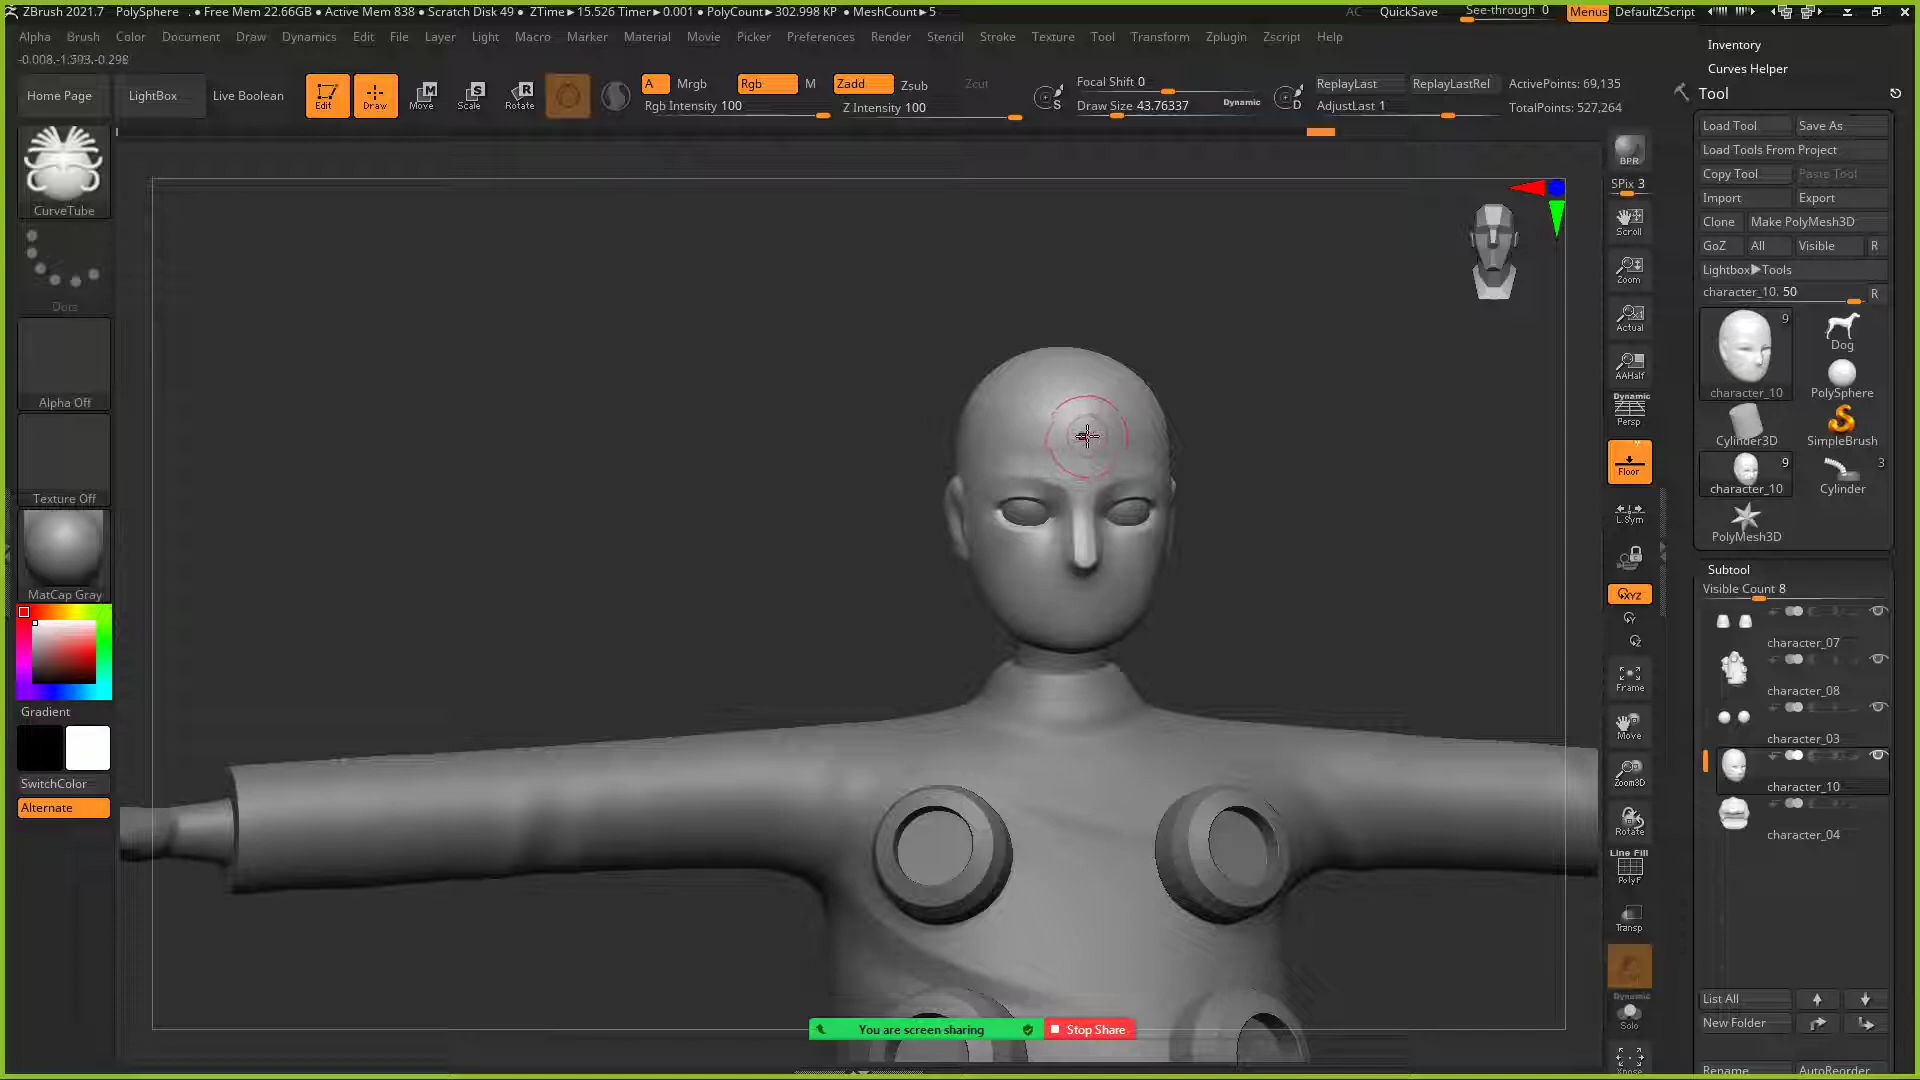 ZBrush 2021.7 PolySphere . ● Free Mem 22.66GB ● Active Mem 838 ● Scratch Disk 49 ● ZTime►15.526 Timer►0.001 ● PolyCount►302.998 KP ● MeshCount►5 AC QuickSave See-through 0 Menus DefaultZScript
Alpha Brush Color Document Draw Dynamics Edit File Layer Light Macro Marker Material Movie Picker Preferences Render Stencil Stroke Texture Tool Transform Zplugin Zscript Help
Inventory
Curves Helper
Home Page LightBox Live Boolean
Edit Draw Move Scale Rotate
A Mrgb Rgb M Zadd Zsub Zcut
Rgb Intensity 100 Z Intensity 100
S Focal Shift 0
Draw Size 43.76337 Dynamic
D ReplayLast ReplayLastRel
AdjustLast 1
ActivePoints: 69,135
TotalPoints: 527,264
CurveTube
Dots
Alpha Off
Texture Off
MatCap Gray
Gradient
SwitchColor
Alternate
BPR
SPix 3
Scroll
Zoom
Actual
AAHalf
Dynamic
Persp
Floor
L.Sym
XYZ
Y
Z
Frame
Move
Zoom3D
Rotate
Line Fill
PolyF
Transp
Dynamic
Solo
Xpose
Tool
Load Tool Save As
Load Tools From Project
Copy Tool Paste Tool
Import Export
Clone Make PolyMesh3D
GoZ All Visible R
Lightbox►Tools
character_10. 50 R
9
character_10
Dog
PolySphere
Cylinder3D SimpleBrush
9 3
character_10 Cylinder
PolyMesh3D
Subtool
Visible Count 8
character_07
character_08
character_03
character_10
character_04
List All
New Folder
Rename AutoReorder
You are screen sharing Stop Share